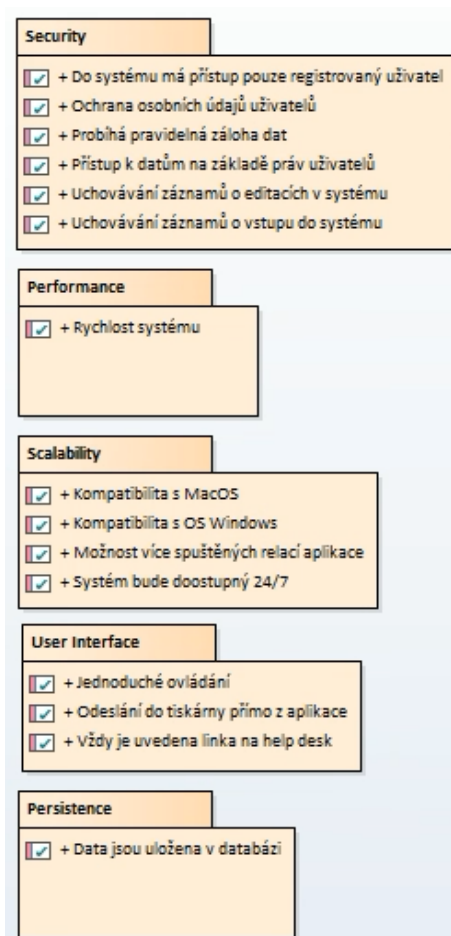 Security
+ Do systému má přístup pouze registrovaný uživatel
+ Ochrana osobních údajů uživatelů
+ Probíhá pravidelná záloha dat
+ Přístup k datům na základě práv uživatelů
+ Uchovávání záznamů o editacích v systému
+ Uchovávání záznamů o vstupu do systému
Performance
+ Rychlost systému
Scalability
+ Kompatibilita s MacOS
+ Kompatibilita s OS Windows
+ Možnost více spuštěných relací aplikace
+ Systém bude doostupný 24/7
User Interface
+ Jednoduché ovládání
+ Odeslání do tiskárny přímo z aplikace
+ Vždy je uvedena linka na help desk
Persistence
+ Data jsou uložena v databázi